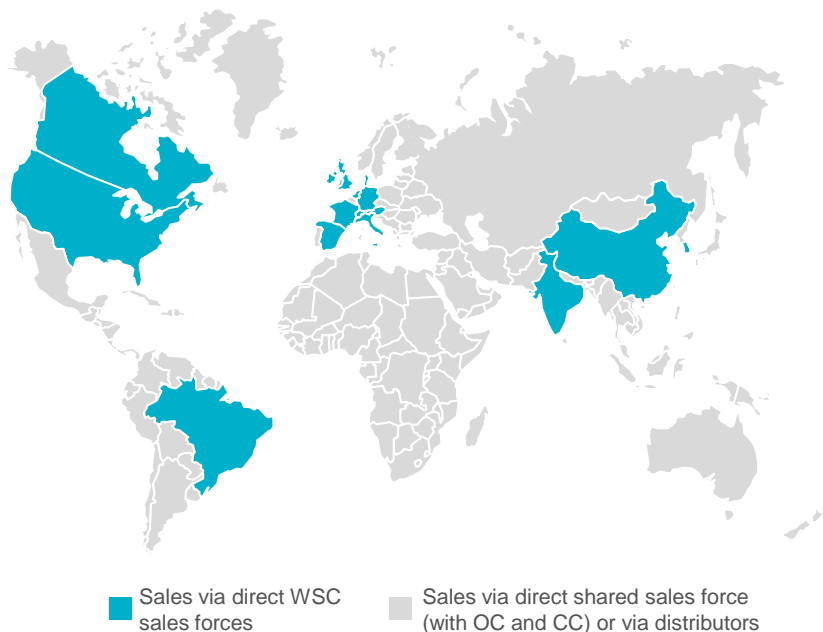 Sales via direct WSC
sales forces
Sales via direct shared sales force
(with OC and CC) or via distributors